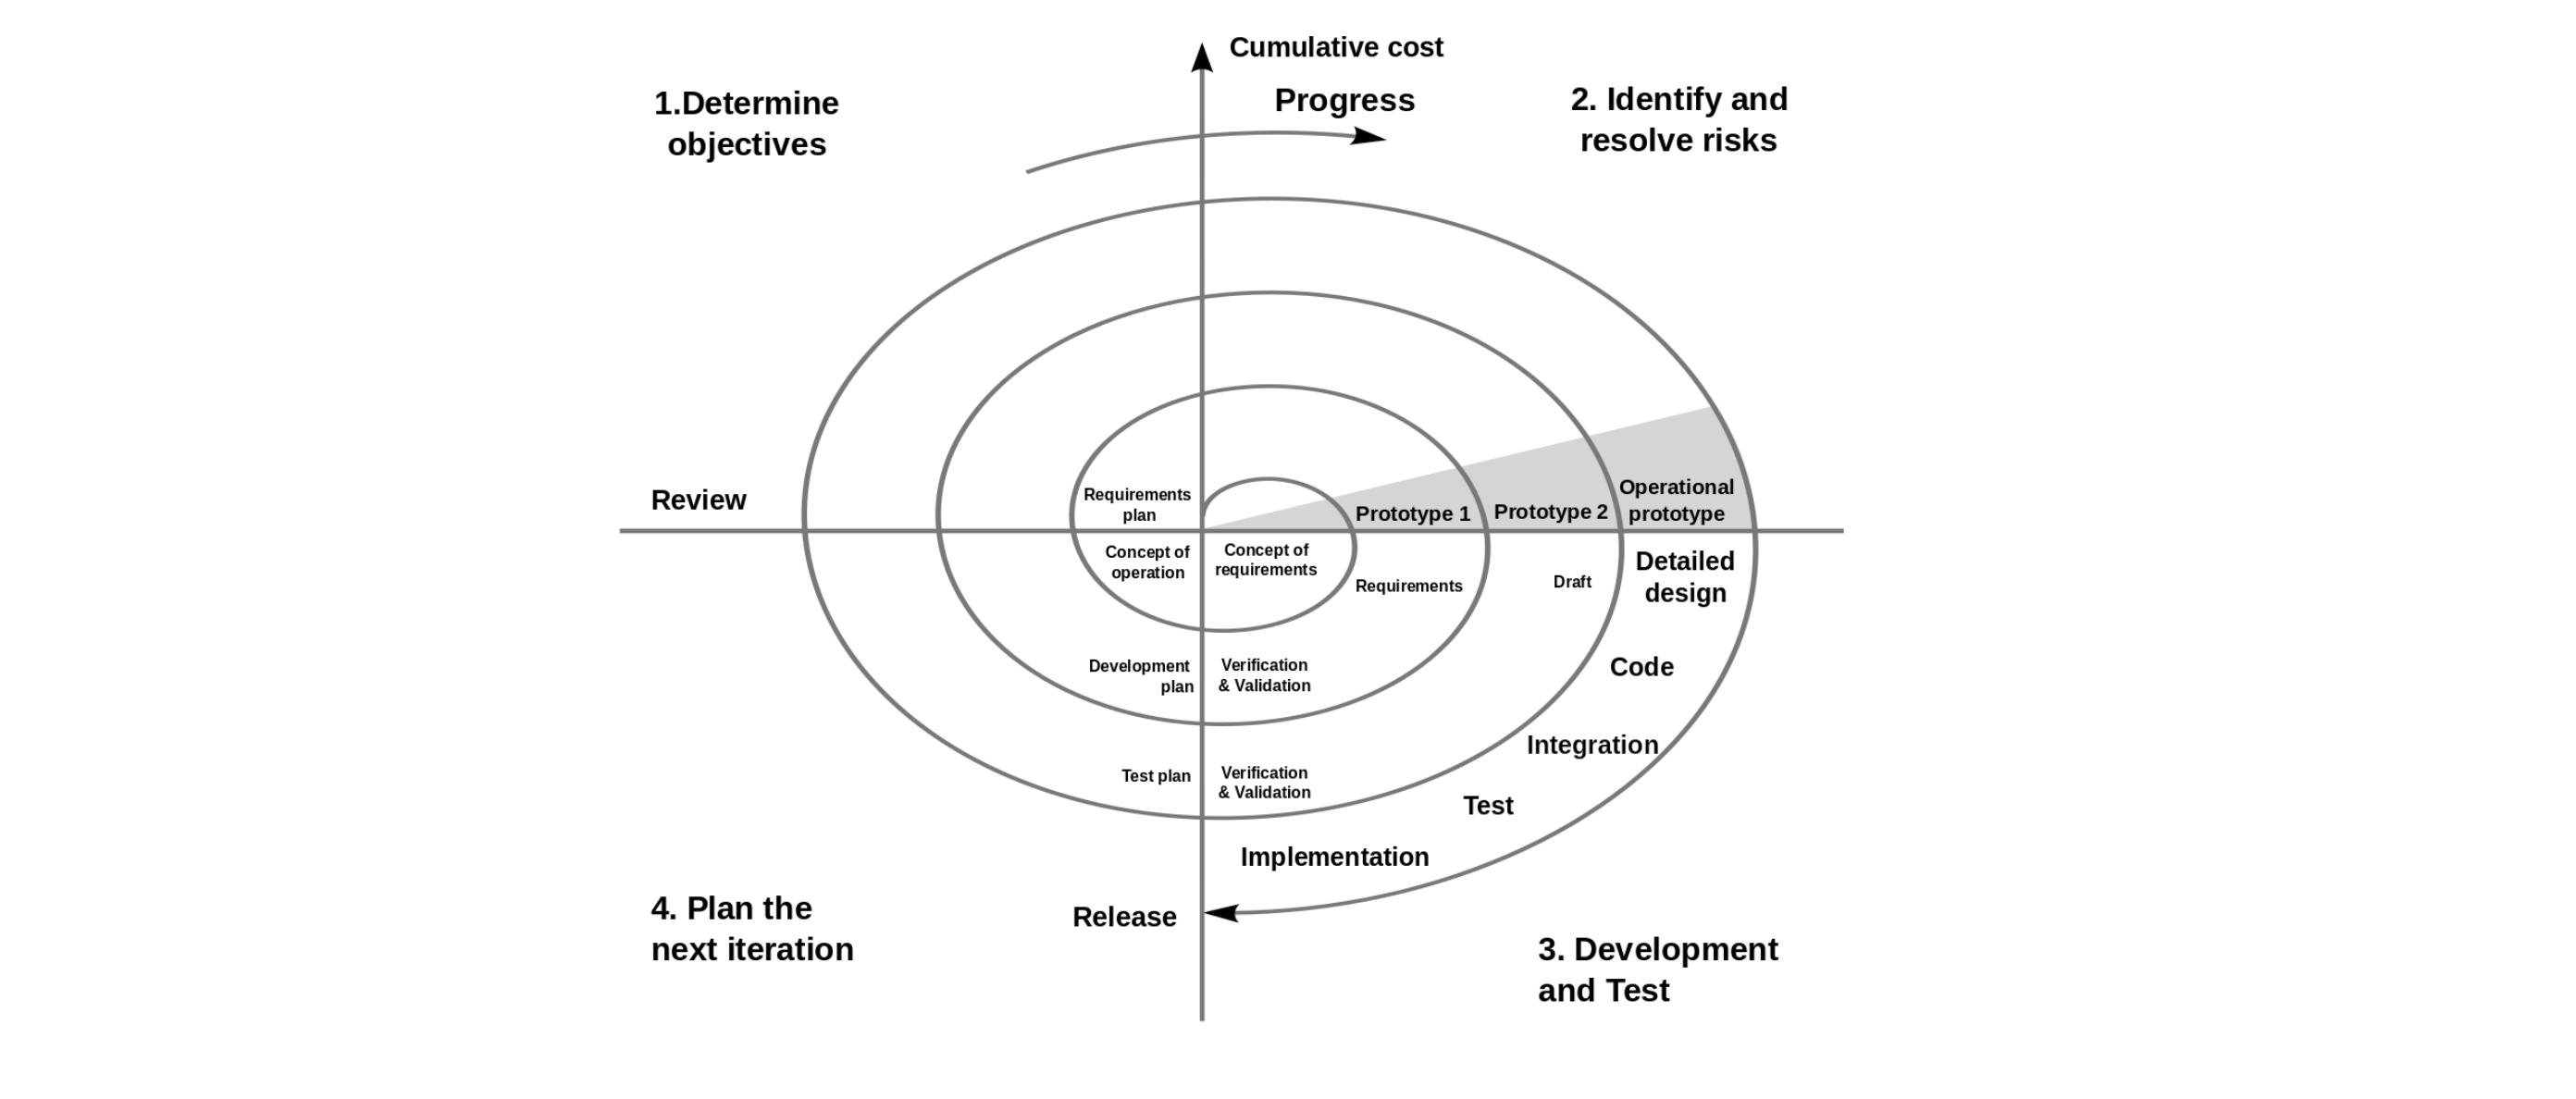 Cumulative cost
Progress
1.Determine
objectives
2. Identify and
resolve risks
Review
Requirements
plan
Concept of
operation
Concept of
requirements
Prototype 1
Prototype 2
Operational
prototype
Requirements
Draft
Detailed
design
Development
plan
Verification
& Validation
Code
Integration
Test plan
Verification
& Validation
Test
Implementation
Release
4. Plan the
next iteration
3. Development
and Test